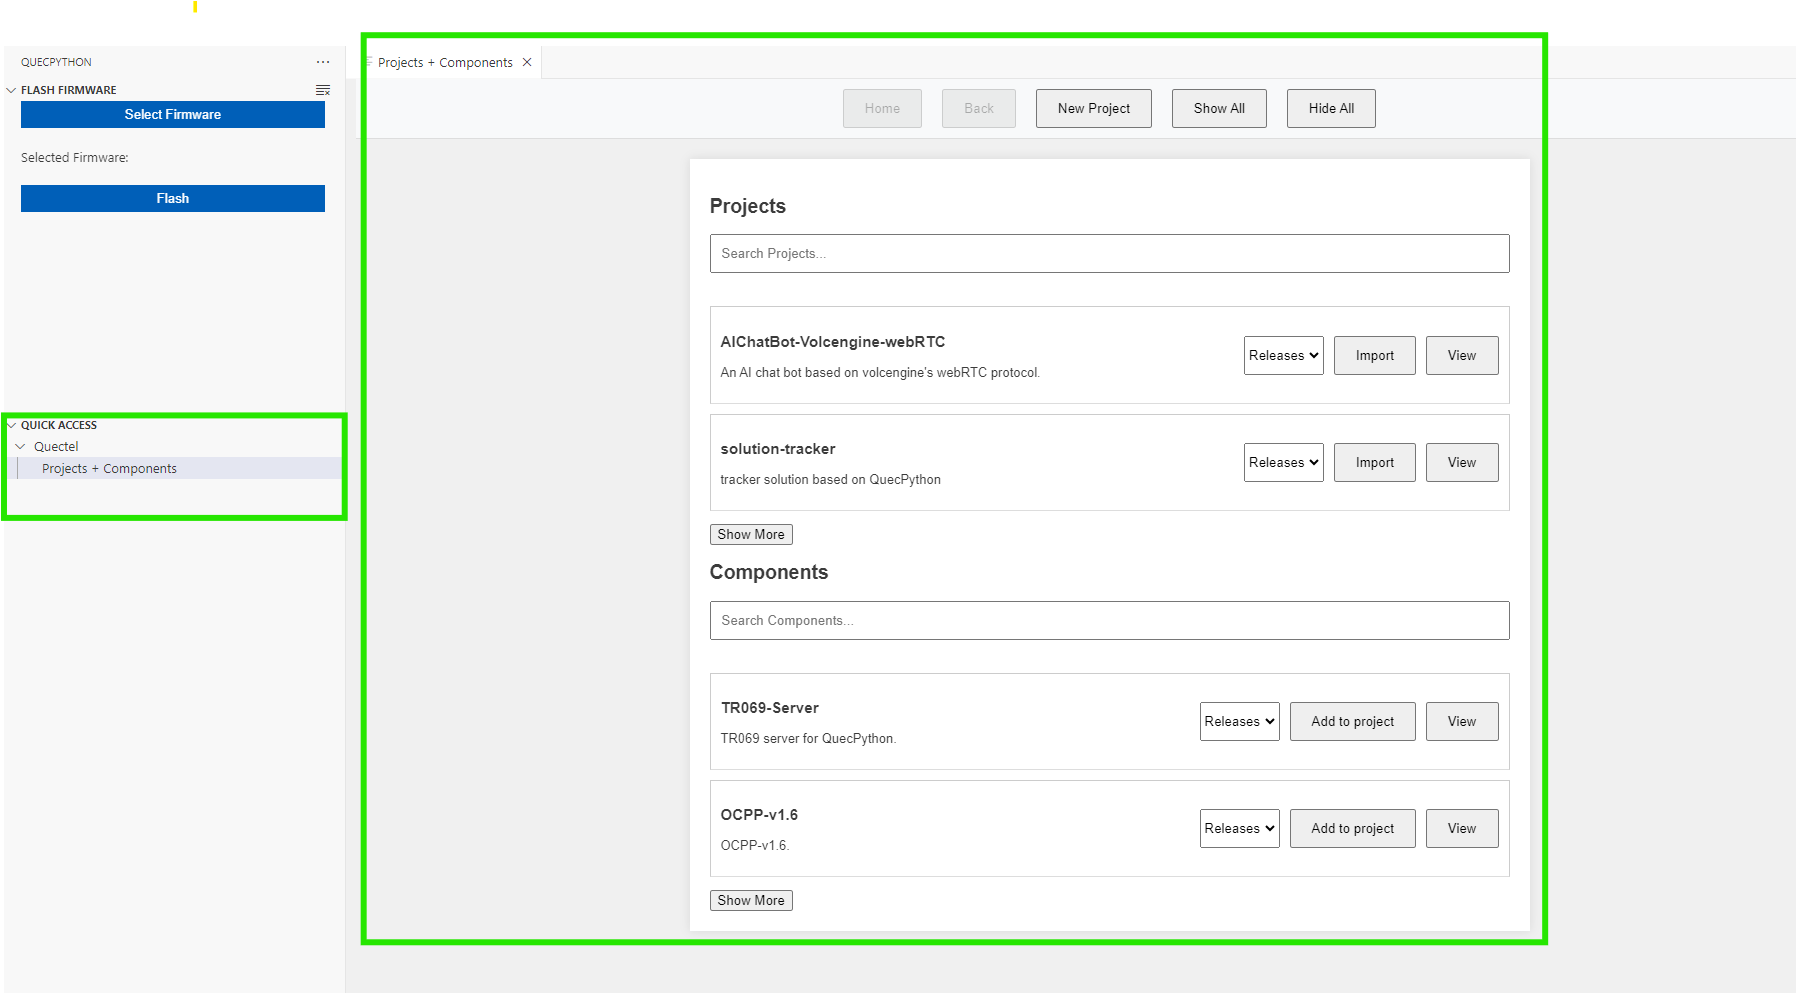 QUECPYTHON
FLASH FIRMWARE
Select Firmware
Selected Firmware:
Flash
QUICK ACCESS
Quectel
Projects + Components
Projects + Components
Home
Back
New Project
Show All
Hide All
Projects
Search Projects...
AIChatBot-Volcengine-webRTC
An AI chat bot based on volcengine's webRTC protocol.
Releases
Import
View
solution-tracker
tracker solution based on QuecPython
Releases
Import
View
Show More
Components
Search Components...
TR069-Server
TR069 server for QuecPython.
Releases
Add to project
View
OCPP-v1.6
OCPP-v1.6.
Releases
Add to project
View
Show More